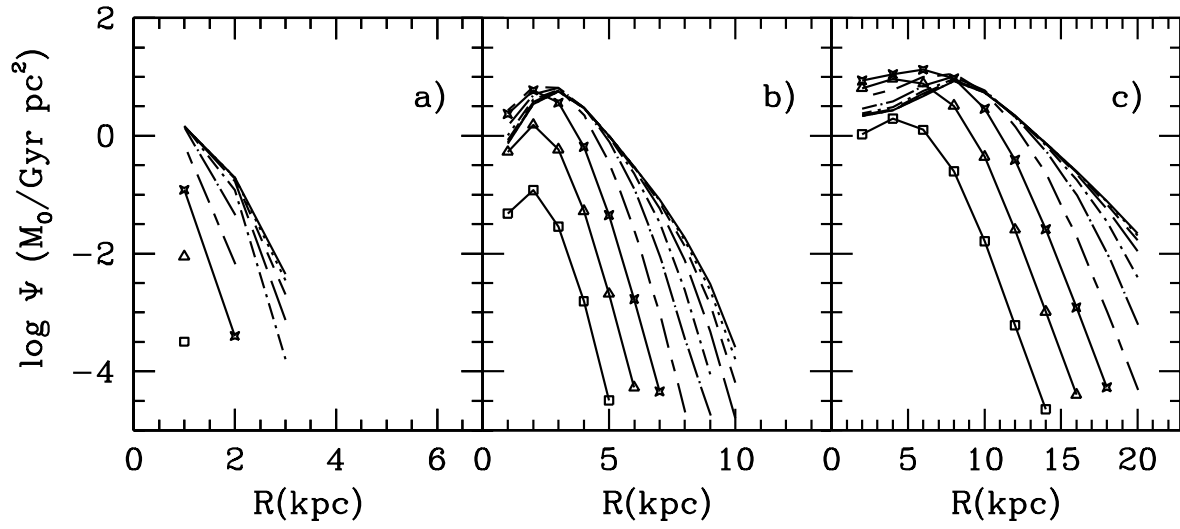 log Ψ (M₀/Gyr pc²)
2
0
−2
−4
a)
b)
c)
0 2 4 6
0 5 10
0 5 10 15 20
R(kpc)
R(kpc)
R(kpc)